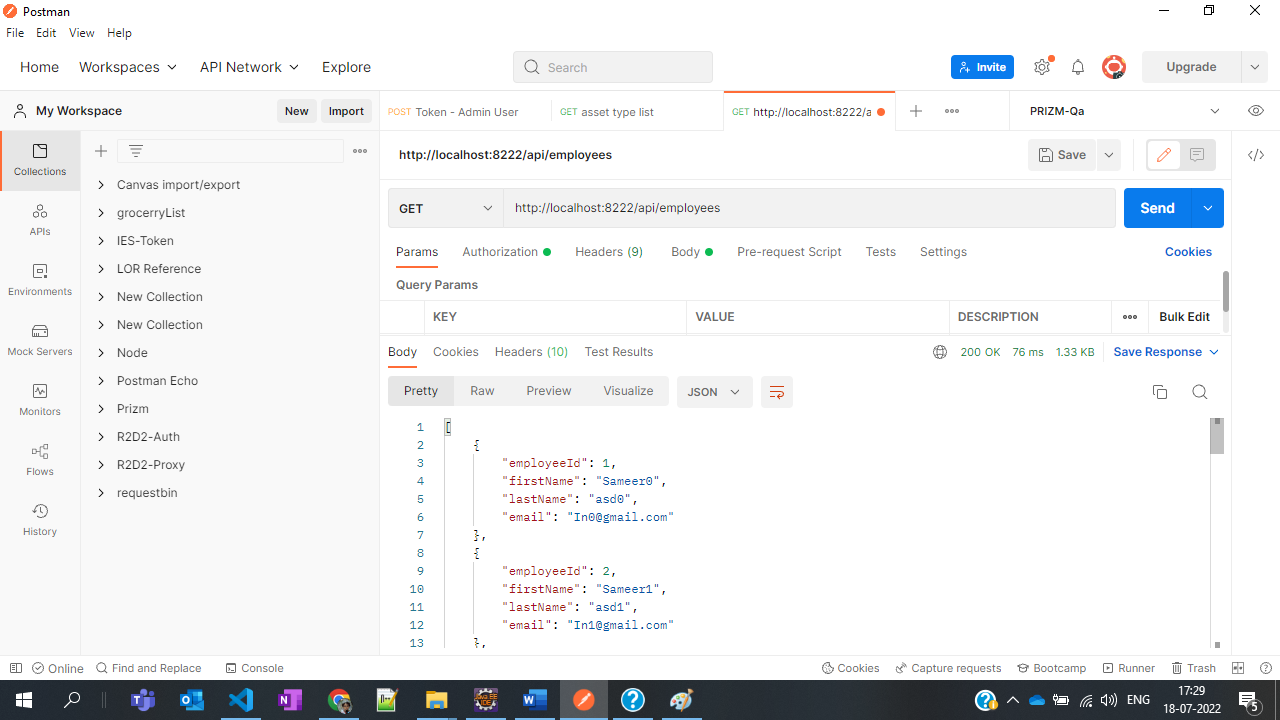 Postman
File Edit View Help
Home Workspaces API Network Explore Search Invite Upgrade
My Workspace New Import POST Token - Admin User GET asset type list GET http://localhost:8222/a PRIZM-Qa
Collections
APIs
Environments
Mock Servers
Monitors
Flows
History
Canvas import/export
grocerryList
IES-Token
LOR Reference
New Collection
New Collection
Node
Postman Echo
Prizm
R2D2-Auth
R2D2-Proxy
requestbin
http://localhost:8222/api/employees Save
GET http://localhost:8222/api/employees Send
Params Authorization Headers (9) Body Pre-request Script Tests Settings Cookies
Query Params
KEY VALUE DESCRIPTION Bulk Edit
Body Cookies Headers (10) Test Results 200 OK 76 ms 1.33 KB Save Response
Pretty Raw Preview Visualize JSON
1 [
2 {
3 "employeeId": 1,
4 "firstName": "Sameer0",
5 "lastName": "asd0",
6 "email": "In0@gmail.com"
7 },
8 {
9 "employeeId": 2,
10 "firstName": "Sameer1",
11 "lastName": "asd1",
12 "email": "In1@gmail.com"
13 },
Online Find and Replace Console Cookies Capture requests Bootcamp Runner Trash
ENG 17:29
18-07-2022
5